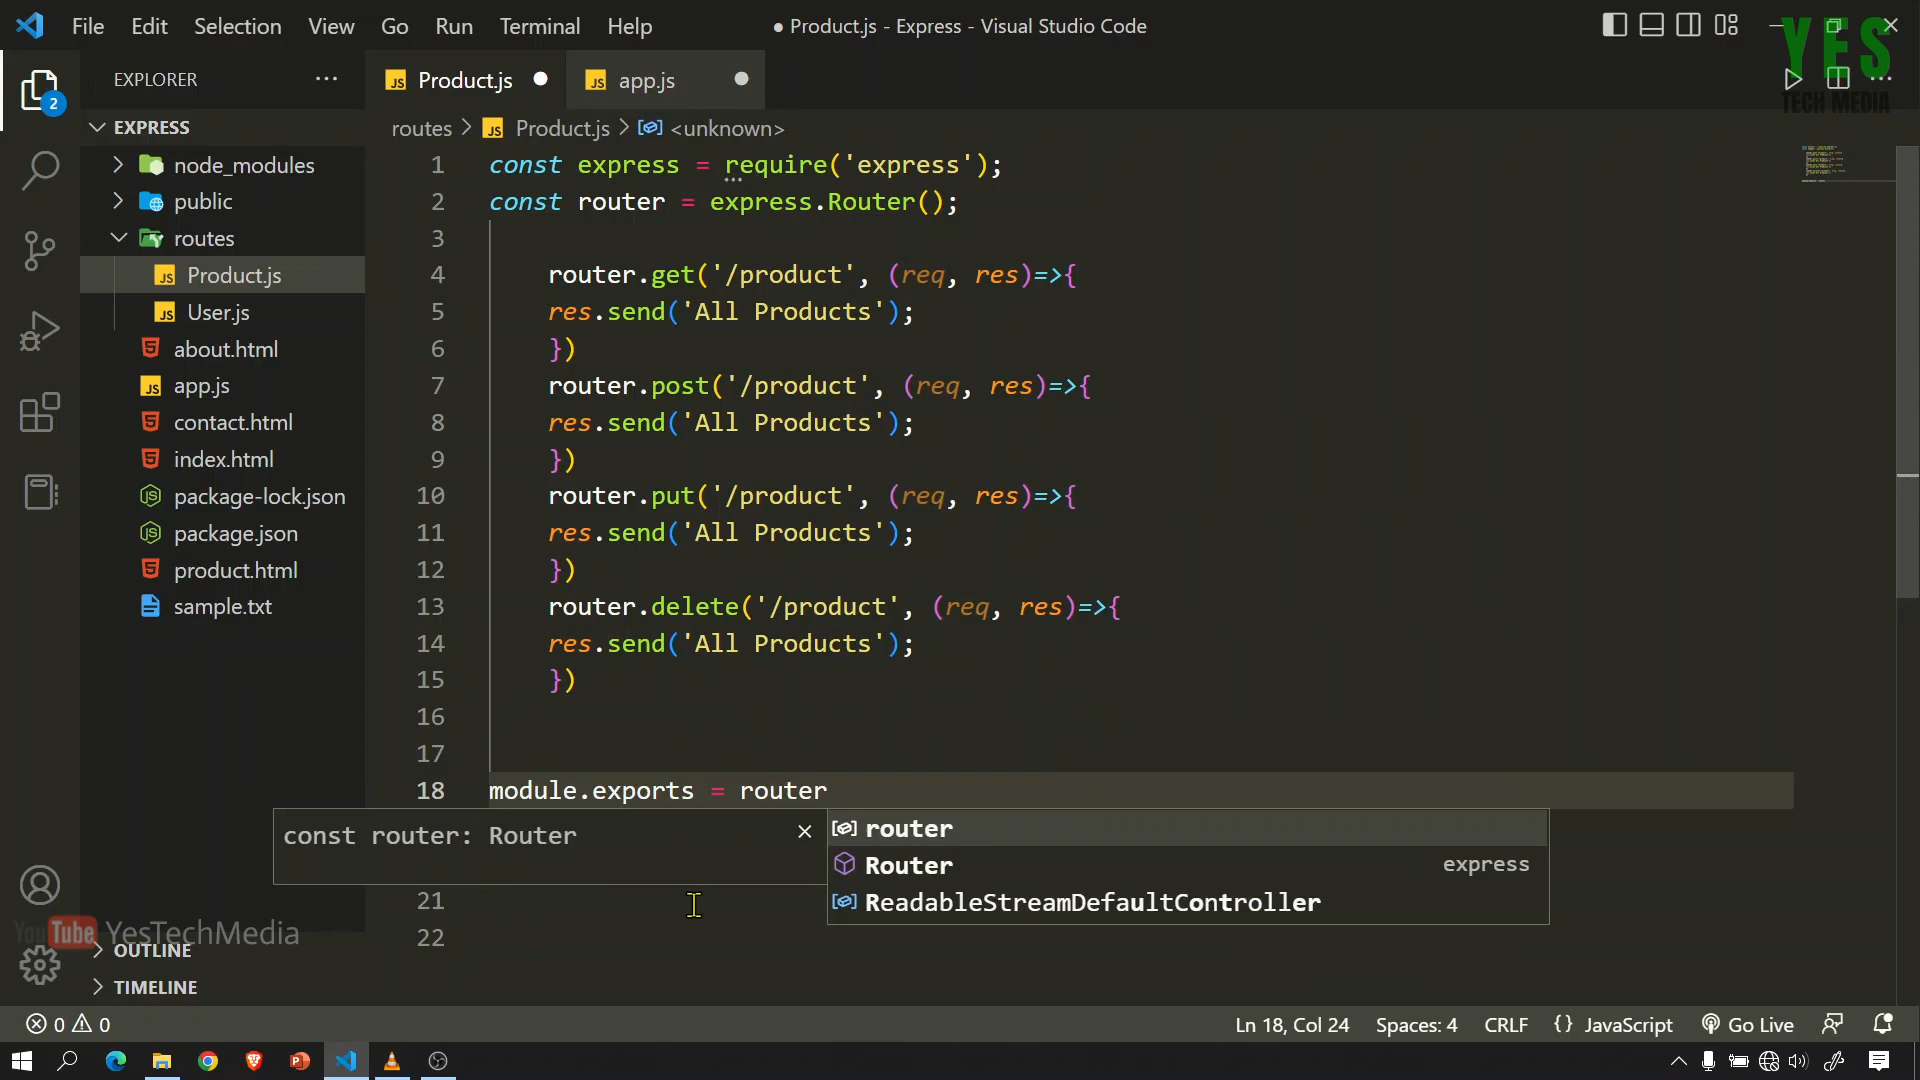 File Edit Selection View Go Run Terminal Help
● Product.js - Express - Visual Studio Code
YES
TECH MEDIA
EXPLORER ...
Product.js
app.js
2
EXPRESS
node_modules
public
routes
Product.js
User.js
about.html
app.js
contact.html
index.html
package-lock.json
package.json
product.html
sample.txt
OUTLINE
TIMELINE
YouTube YesTechMedia
routes > Product.js > <unknown>
1 const express = require('express');
2 const router = express.Router();
3
4 router.get('/product', (req, res)=>{
5 res.send('All Products');
6 })
7 router.post('/product', (req, res)=>{
8 res.send('All Products');
9 })
10 router.put('/product', (req, res)=>{
11 res.send('All Products');
12 })
13 router.delete('/product', (req, res)=>{
14 res.send('All Products');
15 })
16
17
18 module.exports = router
const router: Router
router
Router express
ReadableStreamDefaultController
21
22
0 0
Ln 18, Col 24 Spaces: 4 CRLF {} JavaScript Go Live